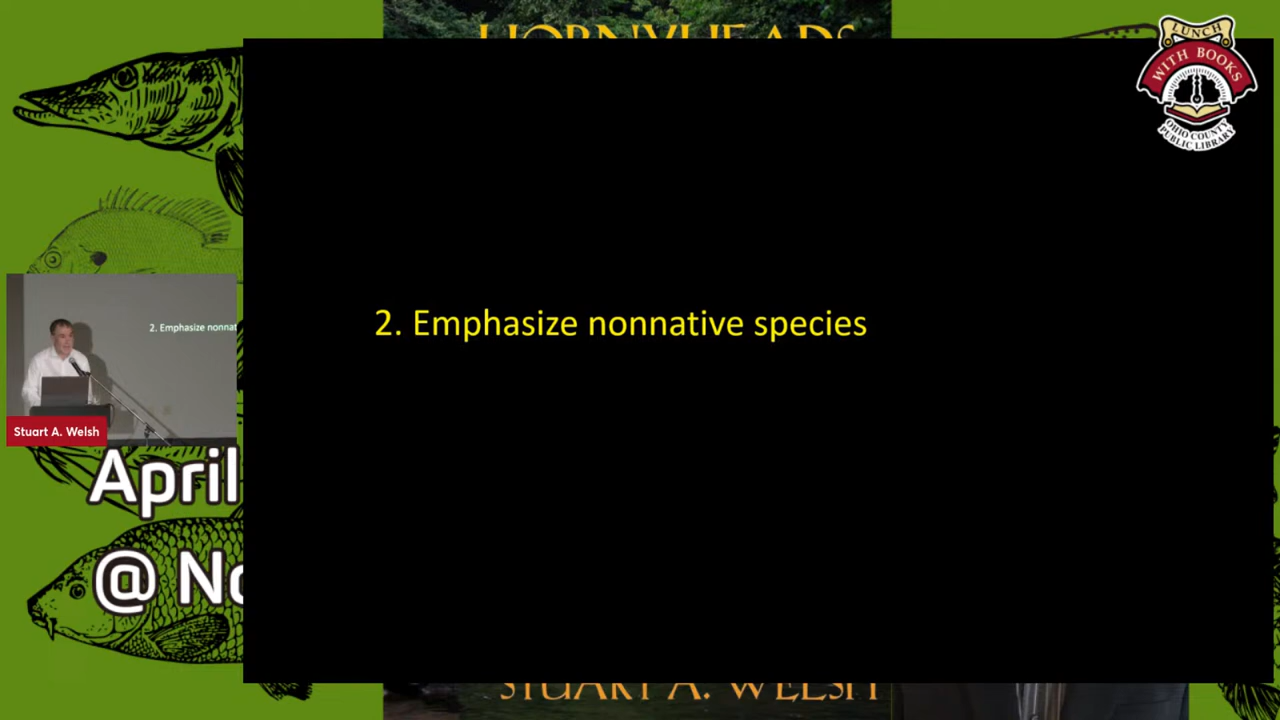 HORNYHEADS
LUNCH
WITH BOOKS
OHIO COUNTY
PUBLIC LIBRARY
2. Emphasize nonnative species
2. Emphasize nonnat
Stuart A. Welsh
April
@ No
STUART A. WELSH